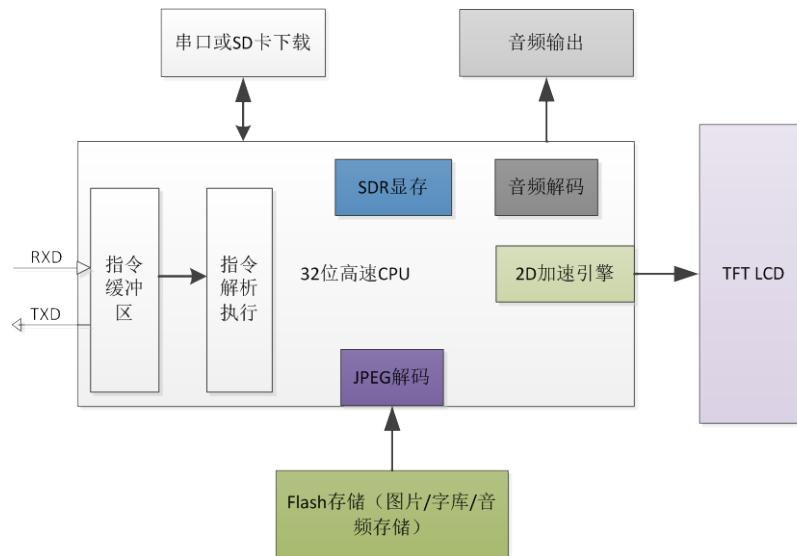 串口或SD卡下载
音频输出
SDR显存
音频解码
RXD
TXD
指令
缓冲
区
指令
解析
执行
32位高速CPU
2D加速引擎
TFT LCD
JPEG解码
Flash存储（图片/字库/音
频存储）